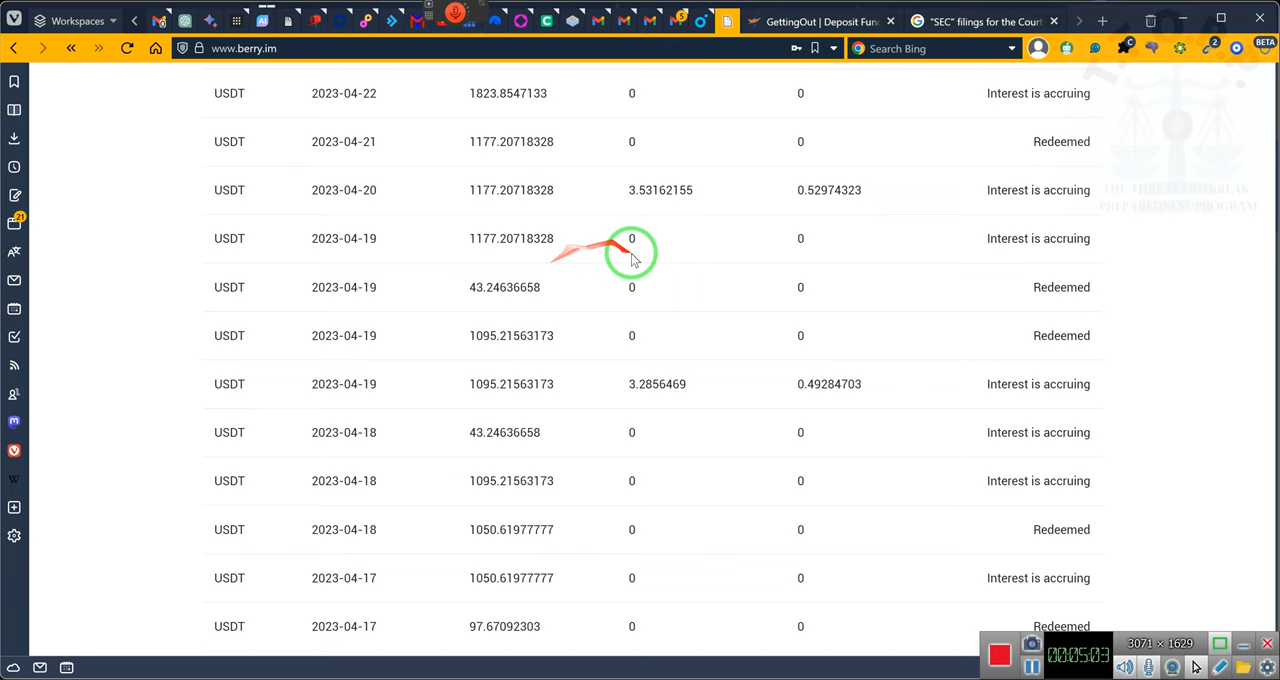 Workspaces
5
GettingOut | Deposit Fun
"SEC" filings for the Court
www.berry.im
Search Bing
C
2
BETA
21
USDT 2023-04-22 1823.8547133 0 0 Interest is accruing
USDT 2023-04-21 1177.20718328 0 0 Redeemed
USDT 2023-04-20 1177.20718328 3.53162155 0.52974323 Interest is accruing
THE THREAT OUTBREAK
PREPAREDNESS PROGRAM
USDT 2023-04-19 1177.20718328 0 0 Interest is accruing
USDT 2023-04-19 43.24636658 0 0 Redeemed
USDT 2023-04-19 1095.21563173 0 0 Redeemed
USDT 2023-04-19 1095.21563173 3.2856469 0.49284703 Interest is accruing
USDT 2023-04-18 43.24636658 0 0 Interest is accruing
USDT 2023-04-18 1095.21563173 0 0 Interest is accruing
USDT 2023-04-18 1050.61977777 0 0 Redeemed
USDT 2023-04-17 1050.61977777 0 0 Interest is accruing
USDT 2023-04-17 97.67092303 0 0 Redeemed
3071 × 1629
00:05:03